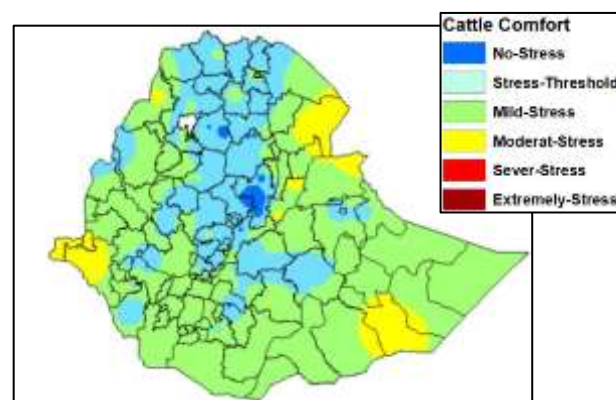 Cattle Comfort
No-Stress
Stress-Threshold
Mild-Stress
Moderat-Stress
Sever-Stress
Extremely-Stress